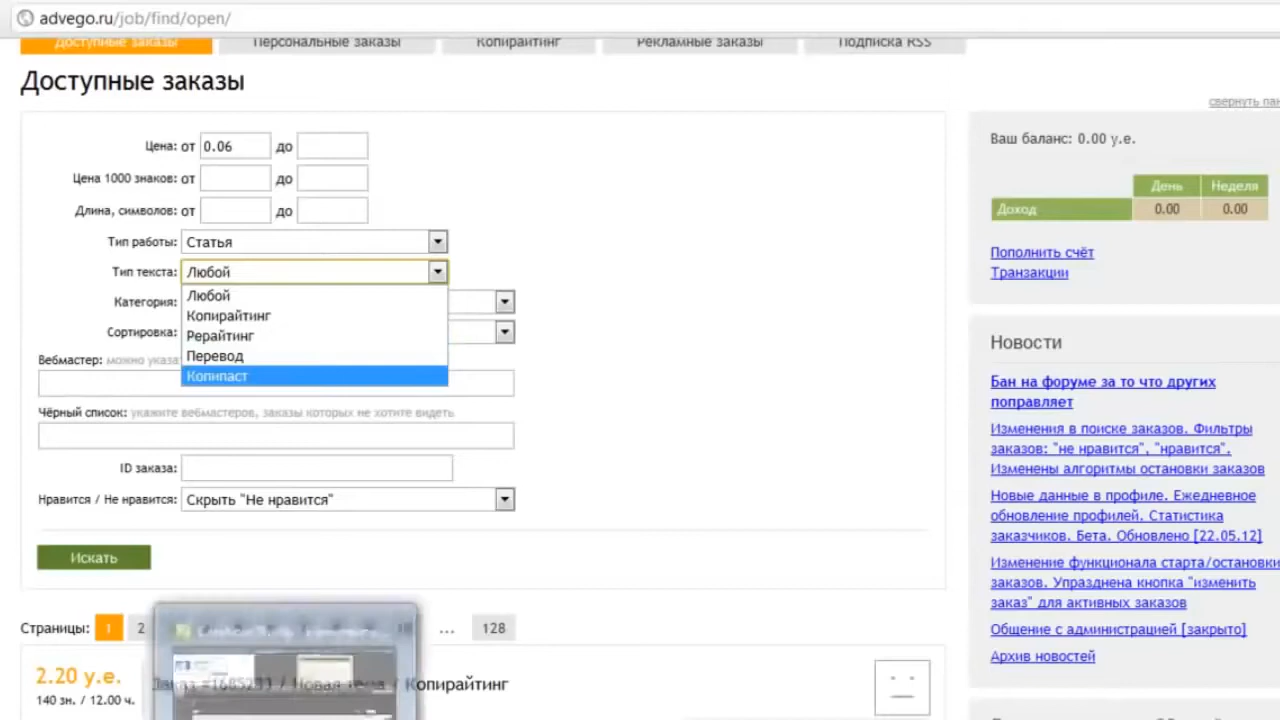 advego.ru/job/find/open/
Доступные заказы Персональные заказы Копирайтинг Рекламные заказы Подписка RSS
Доступные заказы
свернуть пан
Цена: от 0.06 до
Цена 1000 знаков: от до
Длина, символов: от до
Тип работы: Статья
Тип текста: Любой
Любой
Категория:
Копирайтинг
Сортировка:
Рерайтинг
Перевод
Вебмастер: можно указа
Копипаст
Чёрный список: укажите вебмастеров, заказы которых не хотите видеть
ID заказа:
Нравится / Не нравится: Скрыть "Не нравится"
Искать
Страницы: 1 2 ... 128
2.20 у.е.
140 зн. / 12.00 ч.
/ Новая тема / Копирайтинг
Ваш баланс: 0.00 у.е.
День Неделя
Доход 0.00 0.00
Пополнить счёт
Транзакции
Новости
Бан на форуме за то что других
поправляет
Изменения в поиске заказов. Фильтры
заказов: "не нравится", "нравится".
Изменены алгоритмы остановки заказов
Новые данные в профиле. Ежедневное
обновление профилей. Статистика
заказчиков. Бета. Обновлено [22.05.12]
Изменение функционала старта/остановки
заказов. Упразднена кнопка "изменить
заказ" для активных заказов
Общение с администрацией [закрыто]
Архив новостей